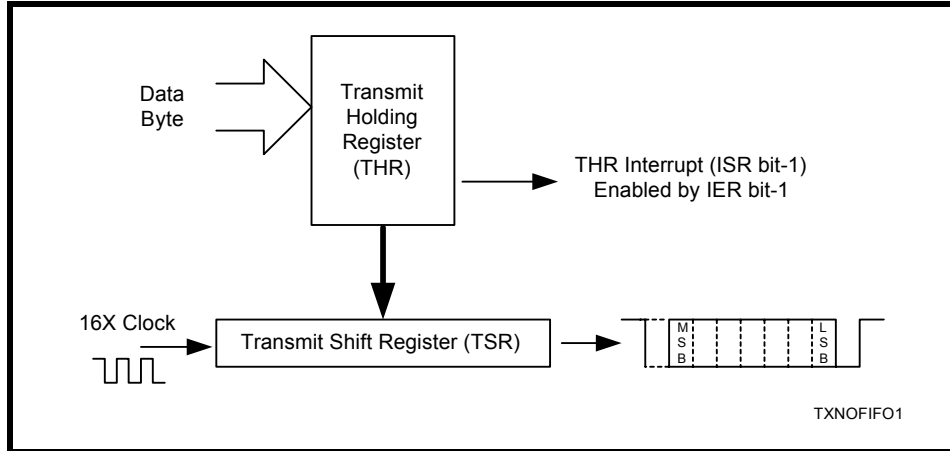 Data
Byte
Transmit
Holding
Register
(THR)
THR Interrupt (ISR bit-1)
Enabled by IER bit-1
16X Clock
Transmit Shift Register (TSR)
M
S
B
L
S
B
TXNOFIFO1